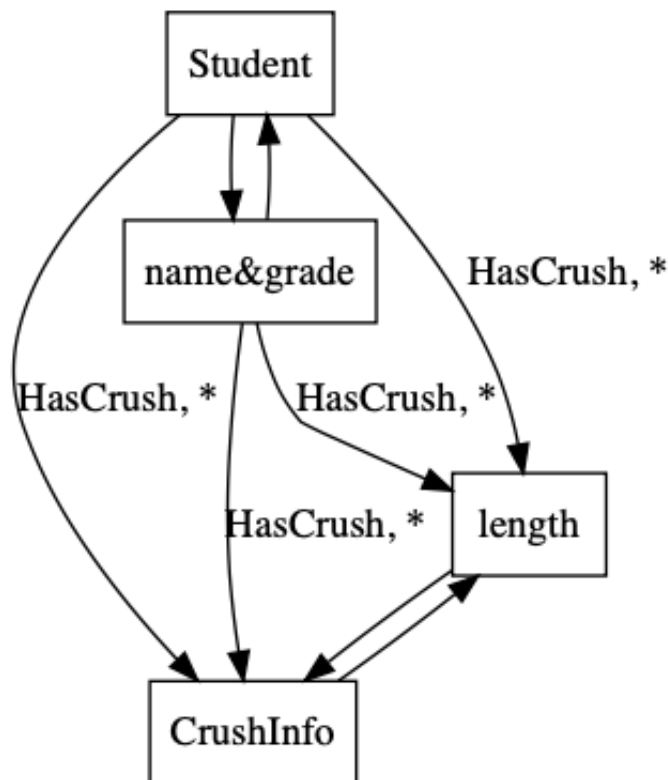 Student
name&grade
HasCrush, *
HasCrush, *
HasCrush, *
HasCrush, *
length
CrushInfo